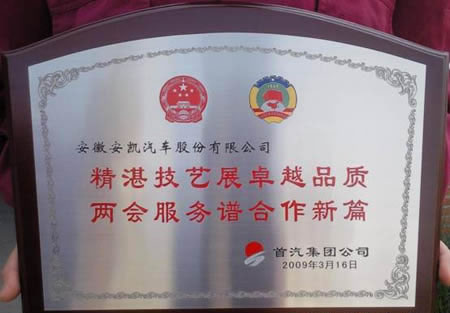 安徽安凯汽车股份有限公司
精湛技艺展卓越品质
两会服务谱合作新篇
首汽集团公司
2009年3月16日